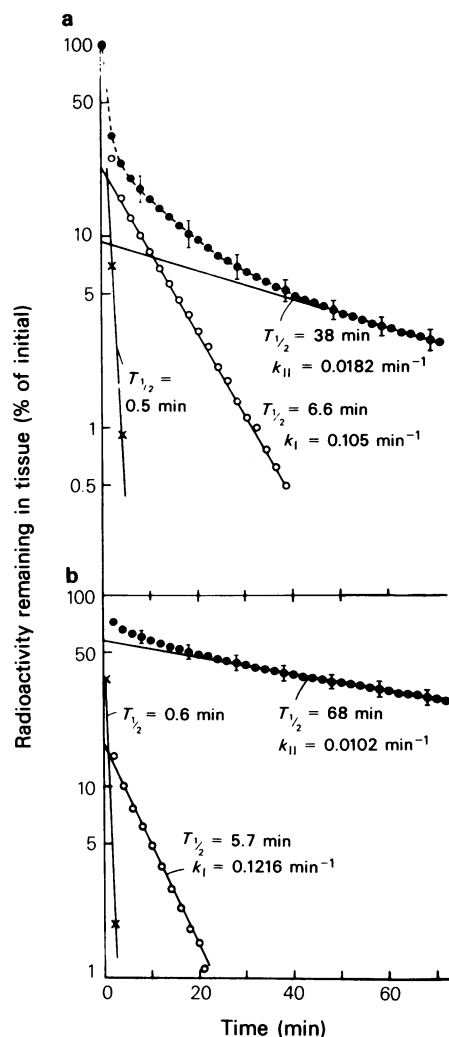 a
100
50
10
5
1
0.5
T½ = 38 min
kII = 0.0182 min⁻¹
T½ = 6.6 min
kI = 0.105 min⁻¹
T½ =
0.5 min
Radioactivity remaining in tissue (% of initial)
b
100
50
10
5
1
T½ = 0.6 min
T½ = 68 min
kII = 0.0102 min⁻¹
T½ = 5.7 min
kI = 0.1216 min⁻¹
0
20
40
60
Time (min)